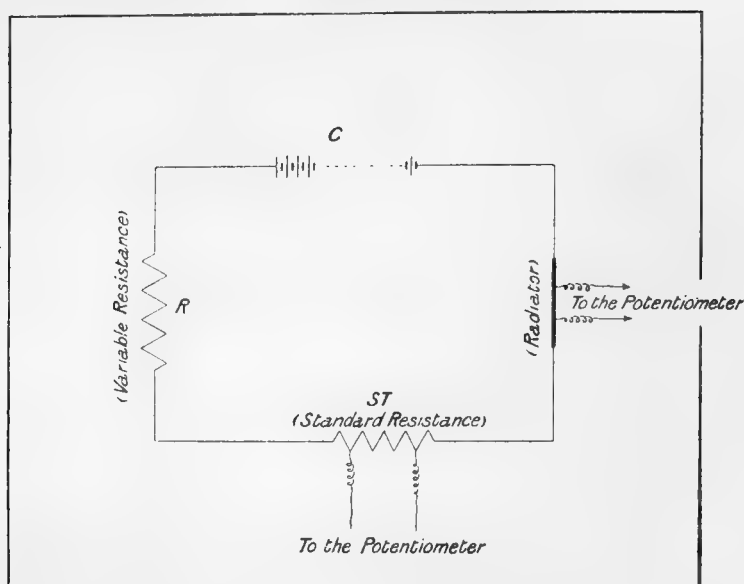 C
(Variable Resistance)
R
(Radiator)
To the Potentiometer
ST
(Standard Resistance)
To the Potentiometer